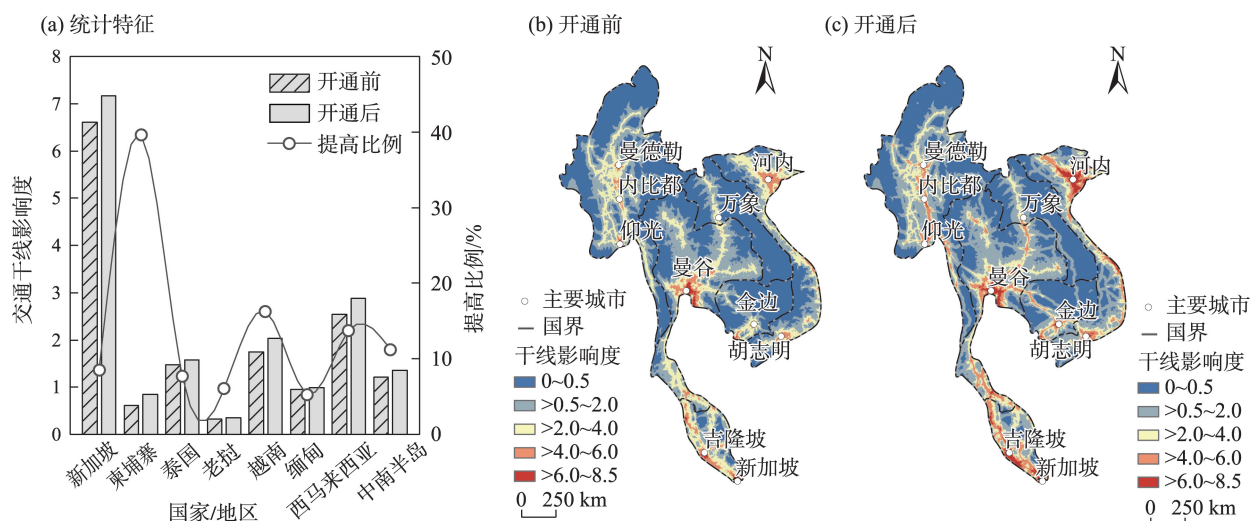 (a) 统计特征
8
7
6
5
4
3
2
1
0
交通干线影响度
50
40
30
20
10
0
提高比例/%
开通前
开通后
提高比例
新加坡
柬埔寨
泰国
老挝
越南
缅甸
西马来西亚
中南半岛
国家/地区
(b) 开通前
N
曼德勒
河内
内比都
万象
仰光
曼谷
金边
胡志明
吉隆坡
新加坡
主要城市
国界
干线影响度
0~0.5
>0.5~2.0
>2.0~4.0
>4.0~6.0
>6.0~8.5
0 250 km
(c) 开通后
N
曼德勒
河内
内比都
万象
仰光
曼谷
金边
胡志明
吉隆坡
新加坡
主要城市
国界
干线影响度
0~0.5
>0.5~2.0
>2.0~4.0
>4.0~6.0
>6.0~8.5
0 250 km